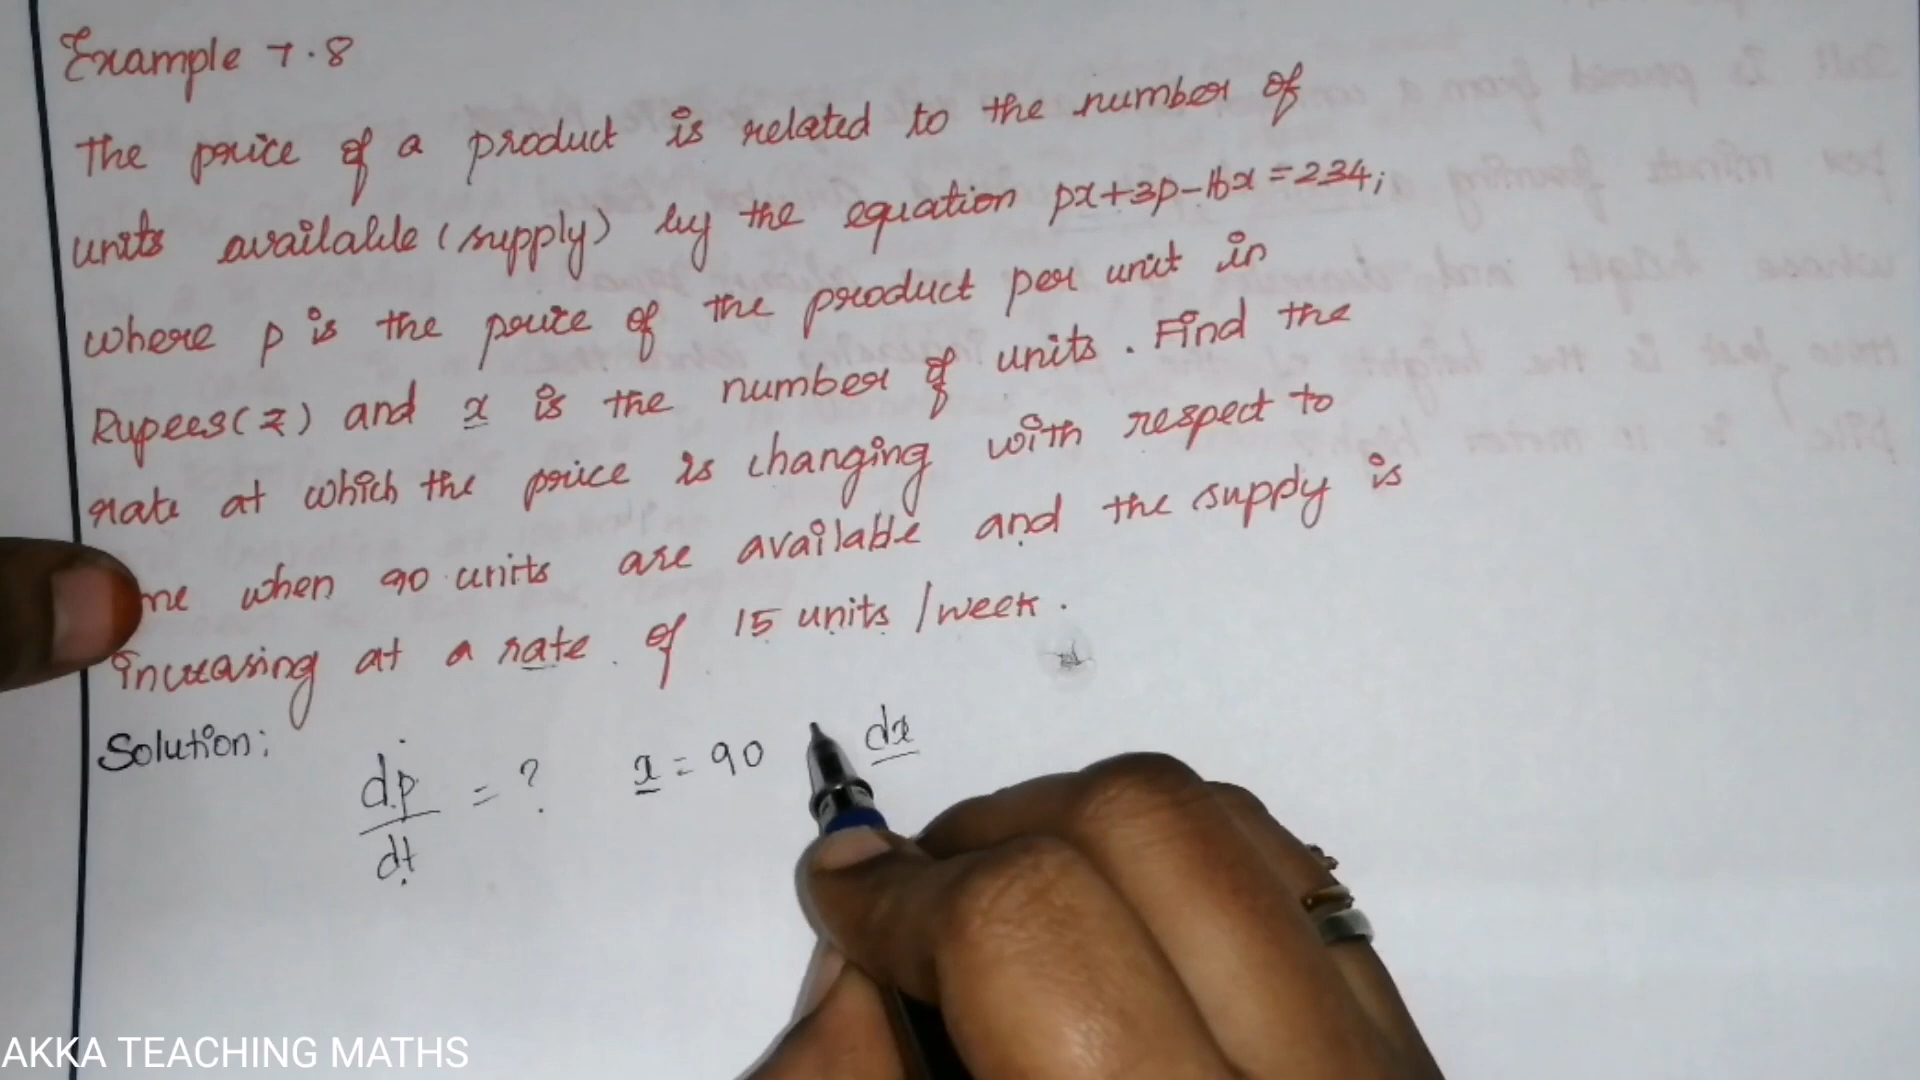 Example 7.8
The price of a product is related to the number of
units available (supply) by the equation px+3p-16x=234;
where p is the price of the product per unit in
Rupees(₹) and x is the number of units. Find the
rate at which the price is changing with respect to
me when 90 units are available and the supply is
increasing at a rate of 15 units /week.
Solution:
dp/dt = ? x = 90 dx
AKKA TEACHING MATHS